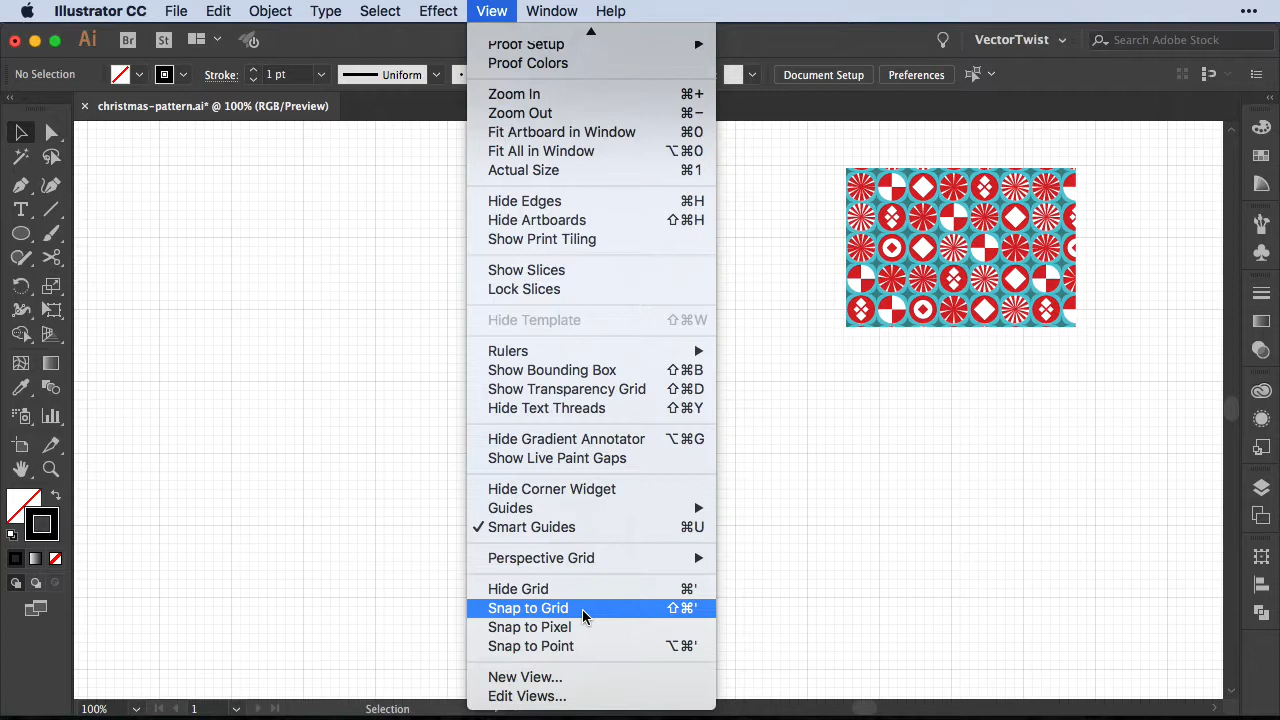 Illustrator CC File Edit Object Type Select Effect View Window Help
Ai Br St VectorTwist Search Adobe Stock
No Selection Stroke: 1 pt Uniform Document Setup Preferences
× christmas-pattern.ai* @ 100% (RGB/Preview)
Proof Setup
Proof Colors
Zoom In ⌘+
Zoom Out ⌘−
Fit Artboard in Window ⌘0
Fit All in Window ⌥⌘0
Actual Size ⌘1
Hide Edges ⌘H
Hide Artboards ⇧⌘H
Show Print Tiling
Show Slices
Lock Slices
Hide Template ⇧⌘W
Rulers
Show Bounding Box ⇧⌘B
Show Transparency Grid ⇧⌘D
Hide Text Threads ⇧⌘Y
Hide Gradient Annotator ⌥⌘G
Show Live Paint Gaps
Hide Corner Widget
Guides
✓ Smart Guides ⌘U
Perspective Grid
Hide Grid ⌘'
Snap to Grid ⇧⌘'
Snap to Pixel
Snap to Point ⌥⌘'
New View...
Edit Views...
100% 1 Selection